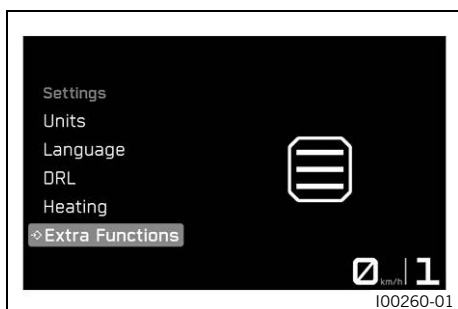 Settings
Units
Language
DRL
Heating
Extra Functions
0 km/h 1
I00260-01